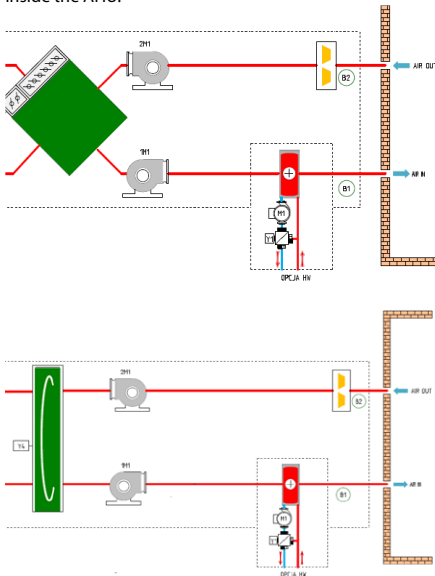 inside the AHU.
2M1
AIR OUT
B2
1M1
AIR IN
B1
M1
Y1
OPCJA HW
2M1
AIR OUT
B2
Y4
1M1
AIR IN
B1
M1
OPCJA HW